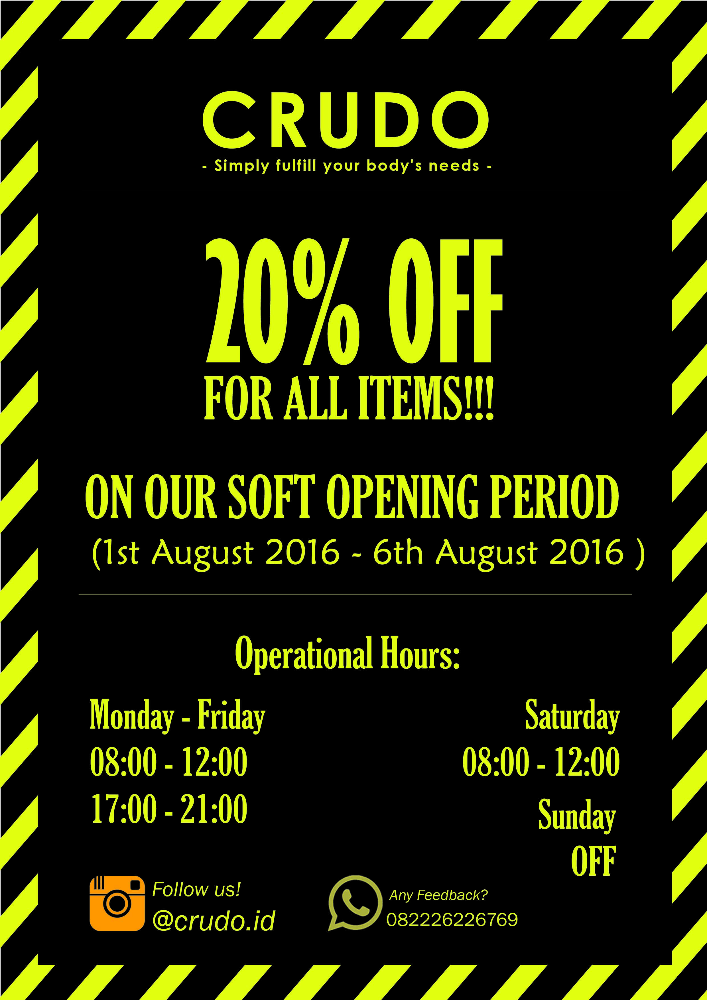 CRUDO
- Simply fulfill your body's needs -
20% OFF
FOR ALL ITEMS!!!
ON OUR SOFT OPENING PERIOD
(1st August 2016 - 6th August 2016 )
Operational Hours:
Monday - Friday
08:00 - 12:00
17:00 - 21:00
Saturday
08:00 - 12:00
Sunday
OFF
Follow us!
@crudo.id
Any Feedback?
082226226769